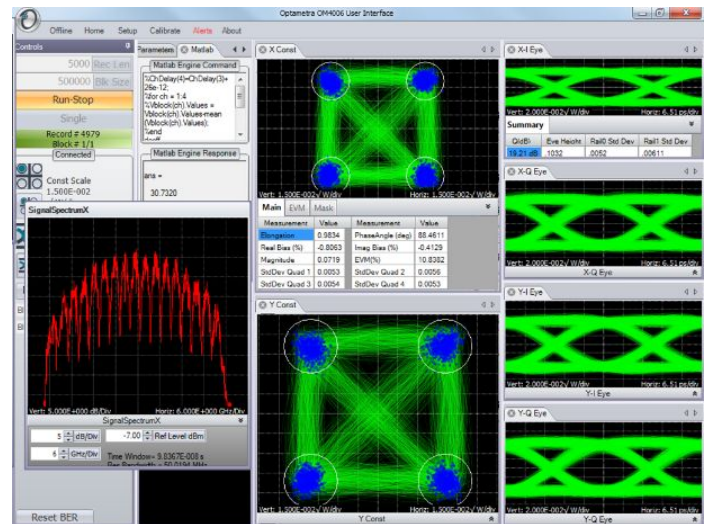 Optametra OM4006 User Interface
Offline Home Setup Calibrate Alerts About
Controls
5000 Rec Len
500000 Blk Size
Run-Stop
Single
Record # 4979
Block # 1/1
Connected
Const Scale
1.500E-002
Parameters Matlab
Matlab Engine Command
%ChDelay(4)=ChDelay(3)+
26e-12;
%for ch = 1:4
%Vblock(ch).Values =
Vblock(ch).Values-mean
(Vblock(ch).Values);
%end
Matlab Engine Response
ans =
30.7320
SignalSpectrumX
Vert: 5.000E+000 dB/Div Horiz: 6.000E+000 GHz/Div
SignalSpectrumX
5 dB/Div -7.00 Ref Level dBm
6 GHz/Div Time Window= 9.8367E-008 s
Reset BER
X Const
Vert: 1.500E-002√ W/div Horiz: 1.500E-002√ W/div
Main EVM Mask
Measurement Value Measurement Value
Elongation 0.9834 PhaseAngle (deg) 88.4611
Real Bias (%) -0.8063 Imag Bias (%) -0.4129
Magnitude 0.0719 EVM(%) 10.8382
StdDev Quad 1 0.0053 StdDev Quad 2 0.0056
StdDev Quad 3 0.0054 StdDev Quad 4 0.0053
Y Const
Vert: 1.500E-002√ W/div Horiz: 1.500E-002√ W/div
Y Const
X-I Eye
Vert: 2.000E-002√ W/div Horiz: 6.51 ps/div
Summary
Q(dB) Eve Height Rail0 Std Dev Rail1 Std Dev
19.21 dB .1032 .0052 .00611
X-Q Eye
Vert: 2.000E-002√ W/div Horiz: 6.51 ps/div
X-Q Eye
Y-I Eye
Vert: 2.000E-002√ W/div Horiz: 6.51 ps/div
Y-I Eye
Y-Q Eye
Vert: 2.000E-002√ W/div Horiz: 6.51 ps/div
Y-Q Eye